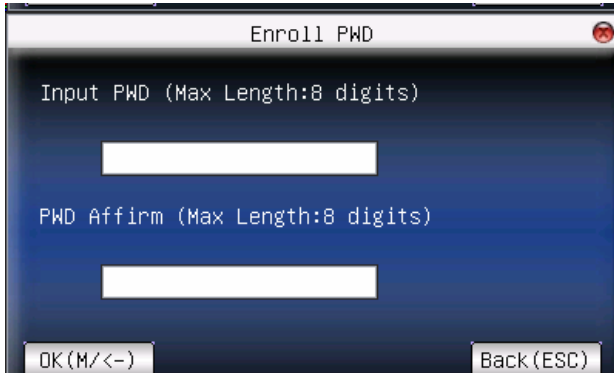 Enroll PWD
Input PWD (Max Length:8 digits)
PWD Affirm (Max Length:8 digits)
OK(M/<-)
Back(ESC)